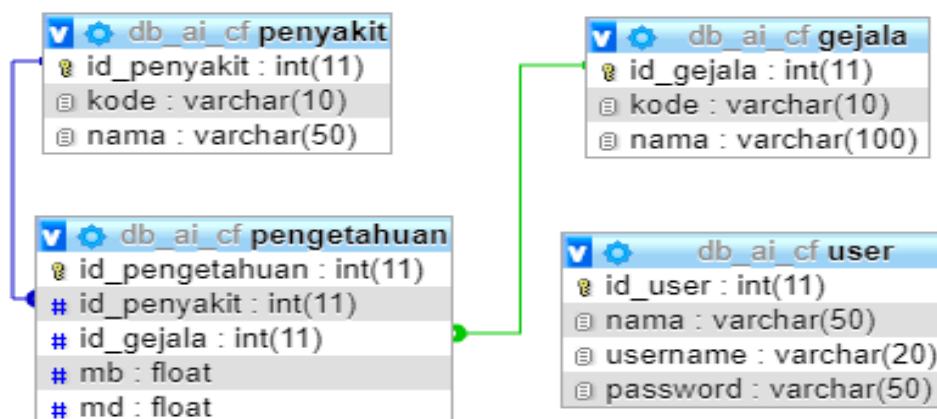 db_ai_cf penyakit
id_penyakit : int(11)
kode : varchar(10)
nama : varchar(50)
db_ai_cf gejala
id_gejala : int(11)
kode : varchar(10)
nama : varchar(100)
db_ai_cf pengetahuan
id_pengetahuan : int(11)
id_penyakit : int(11)
id_gejala : int(11)
mb : float
md : float
db_ai_cf user
id_user : int(11)
nama : varchar(50)
username : varchar(20)
password : varchar(50)